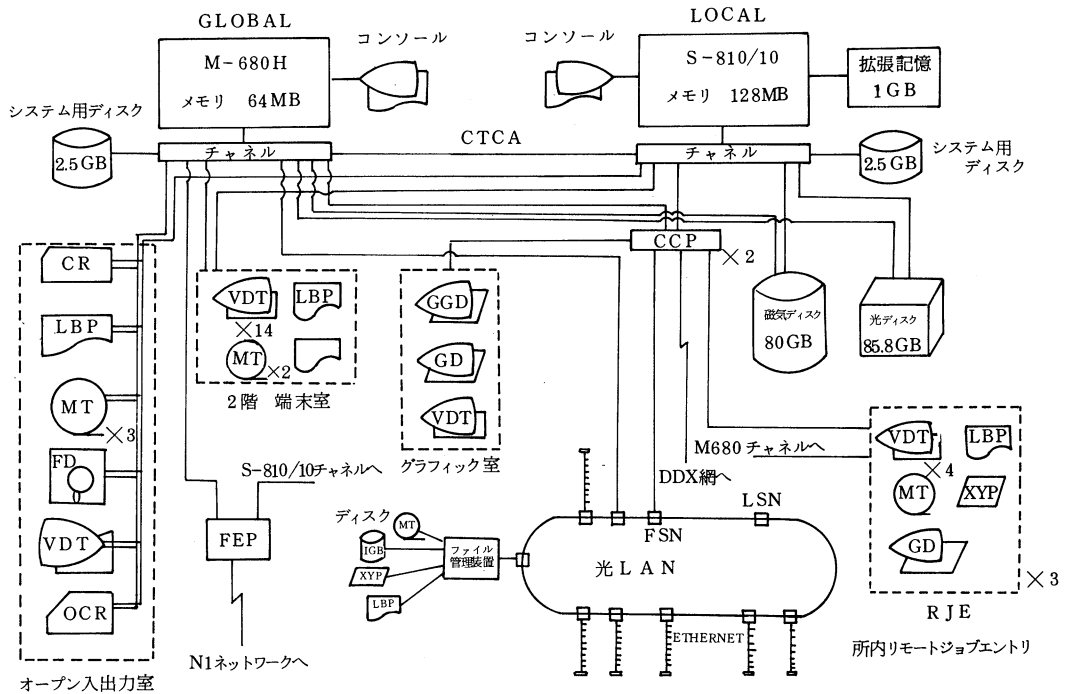 GLOBAL
M-680H
メモリ 64MB
コンソール
コンソール
LOCAL
S-810/10
メモリ 128MB
拡張記憶
1GB
システム用ディスク
2.5GB
チャネル
CTCA
チャネル
2.5GB
システム用
ディスク
CR
LBP
MT
×3
FD
VDT
OCR
オープン入出力室
VDT
×14
LBP
MT
×2
2階 端末室
GGD
GD
VDT
グラフィック室
CCP
×2
磁気ディスク
80GB
光ディスク
85.8GB
S-810/10チャネルへ
FEP
N1ネットワークへ
M680チャネルへ
DDX網へ
ディスク
MT
IGB
XYP
LBP
ファイル
管理装置
FSN
LSN
光LAN
ETHERNET
VDT
×4
LBP
MT
XYP
GD
×3
RJE
所内リモートジョブエントリ